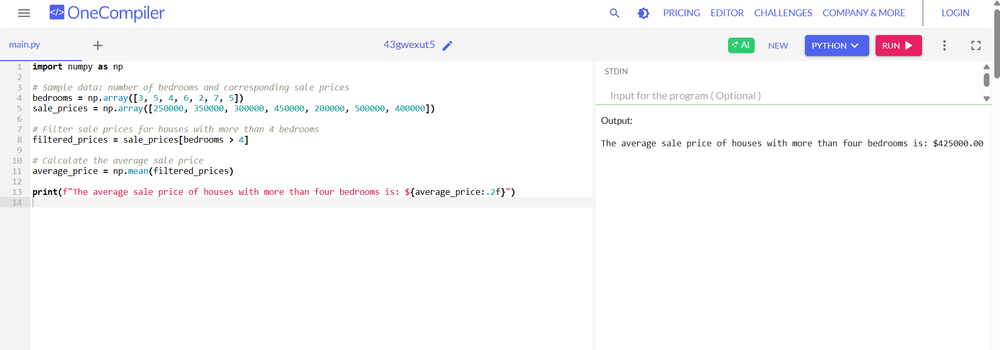 </> OneCompiler
PRICING EDITOR CHALLENGES COMPANY & MORE LOGIN
main.py + 43gwexut5 AI NEW PYTHON RUN
1 import numpy as np
2
3 # Sample data: number of bedrooms and corresponding sale prices
4 bedrooms = np.array([3, 5, 4, 6, 2, 7, 5])
5 sale_prices = np.array([250000, 350000, 300000, 450000, 200000, 500000, 400000])
6
7 # Filter sale prices for houses with more than 4 bedrooms
8 filtered_prices = sale_prices[bedrooms > 4]
9
10 # Calculate the average sale price
11 average_price = np.mean(filtered_prices)
12
13 print(f"The average sale price of houses with more than four bedrooms is: ${average_price:.2f}")
14
STDIN
Input for the program ( Optional )
Output:
The average sale price of houses with more than four bedrooms is: $425000.00